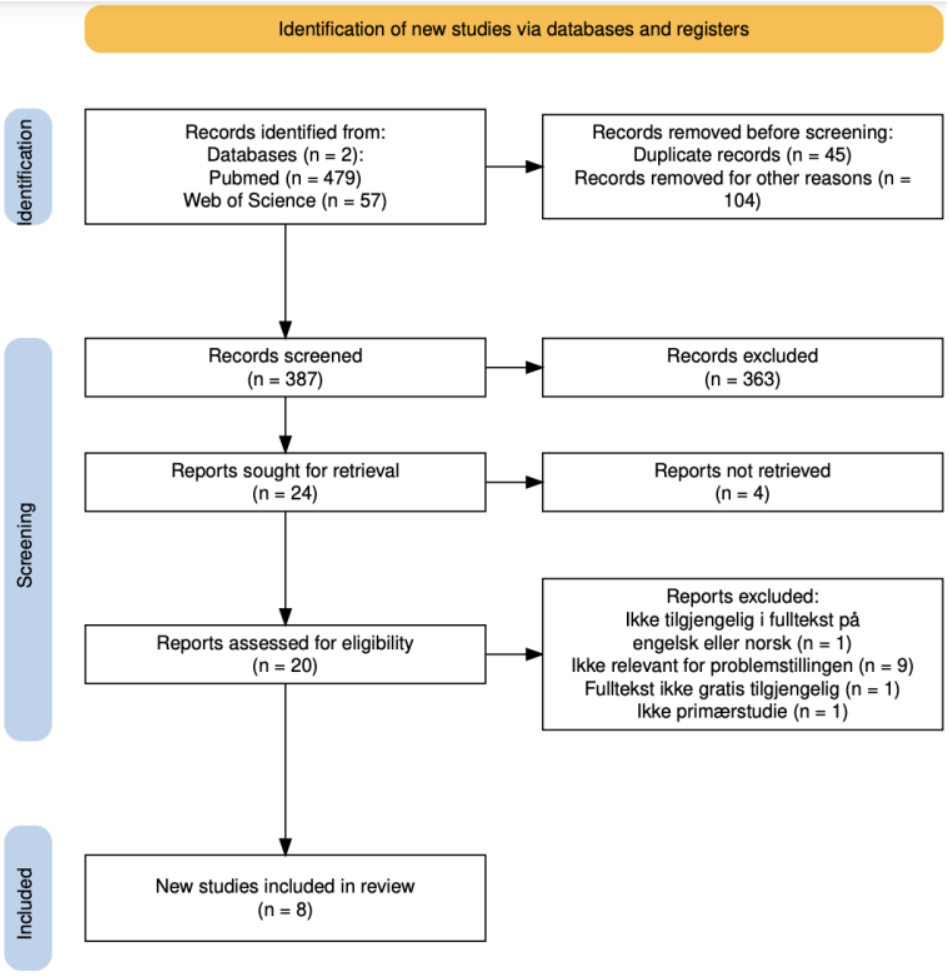 Identification of new studies via databases and registers
Identification
Records identified from:
Databases (n = 2):
Pubmed (n = 479)
Web of Science (n = 57)
Records removed before screening:
Duplicate records (n = 45)
Records removed for other reasons (n =
104)
Screening
Records screened
(n = 387)
Records excluded
(n = 363)
Reports sought for retrieval
(n = 24)
Reports not retrieved
(n = 4)
Reports assessed for eligibility
(n = 20)
Reports excluded:
Ikke tilgjengelig i fulltekst på
engelsk eller norsk (n = 1)
Ikke relevant for problemstillingen (n = 9)
Fulltekst ikke gratis tilgjengelig (n = 1)
Ikke primærstudie (n = 1)
Included
New studies included in review
(n = 8)